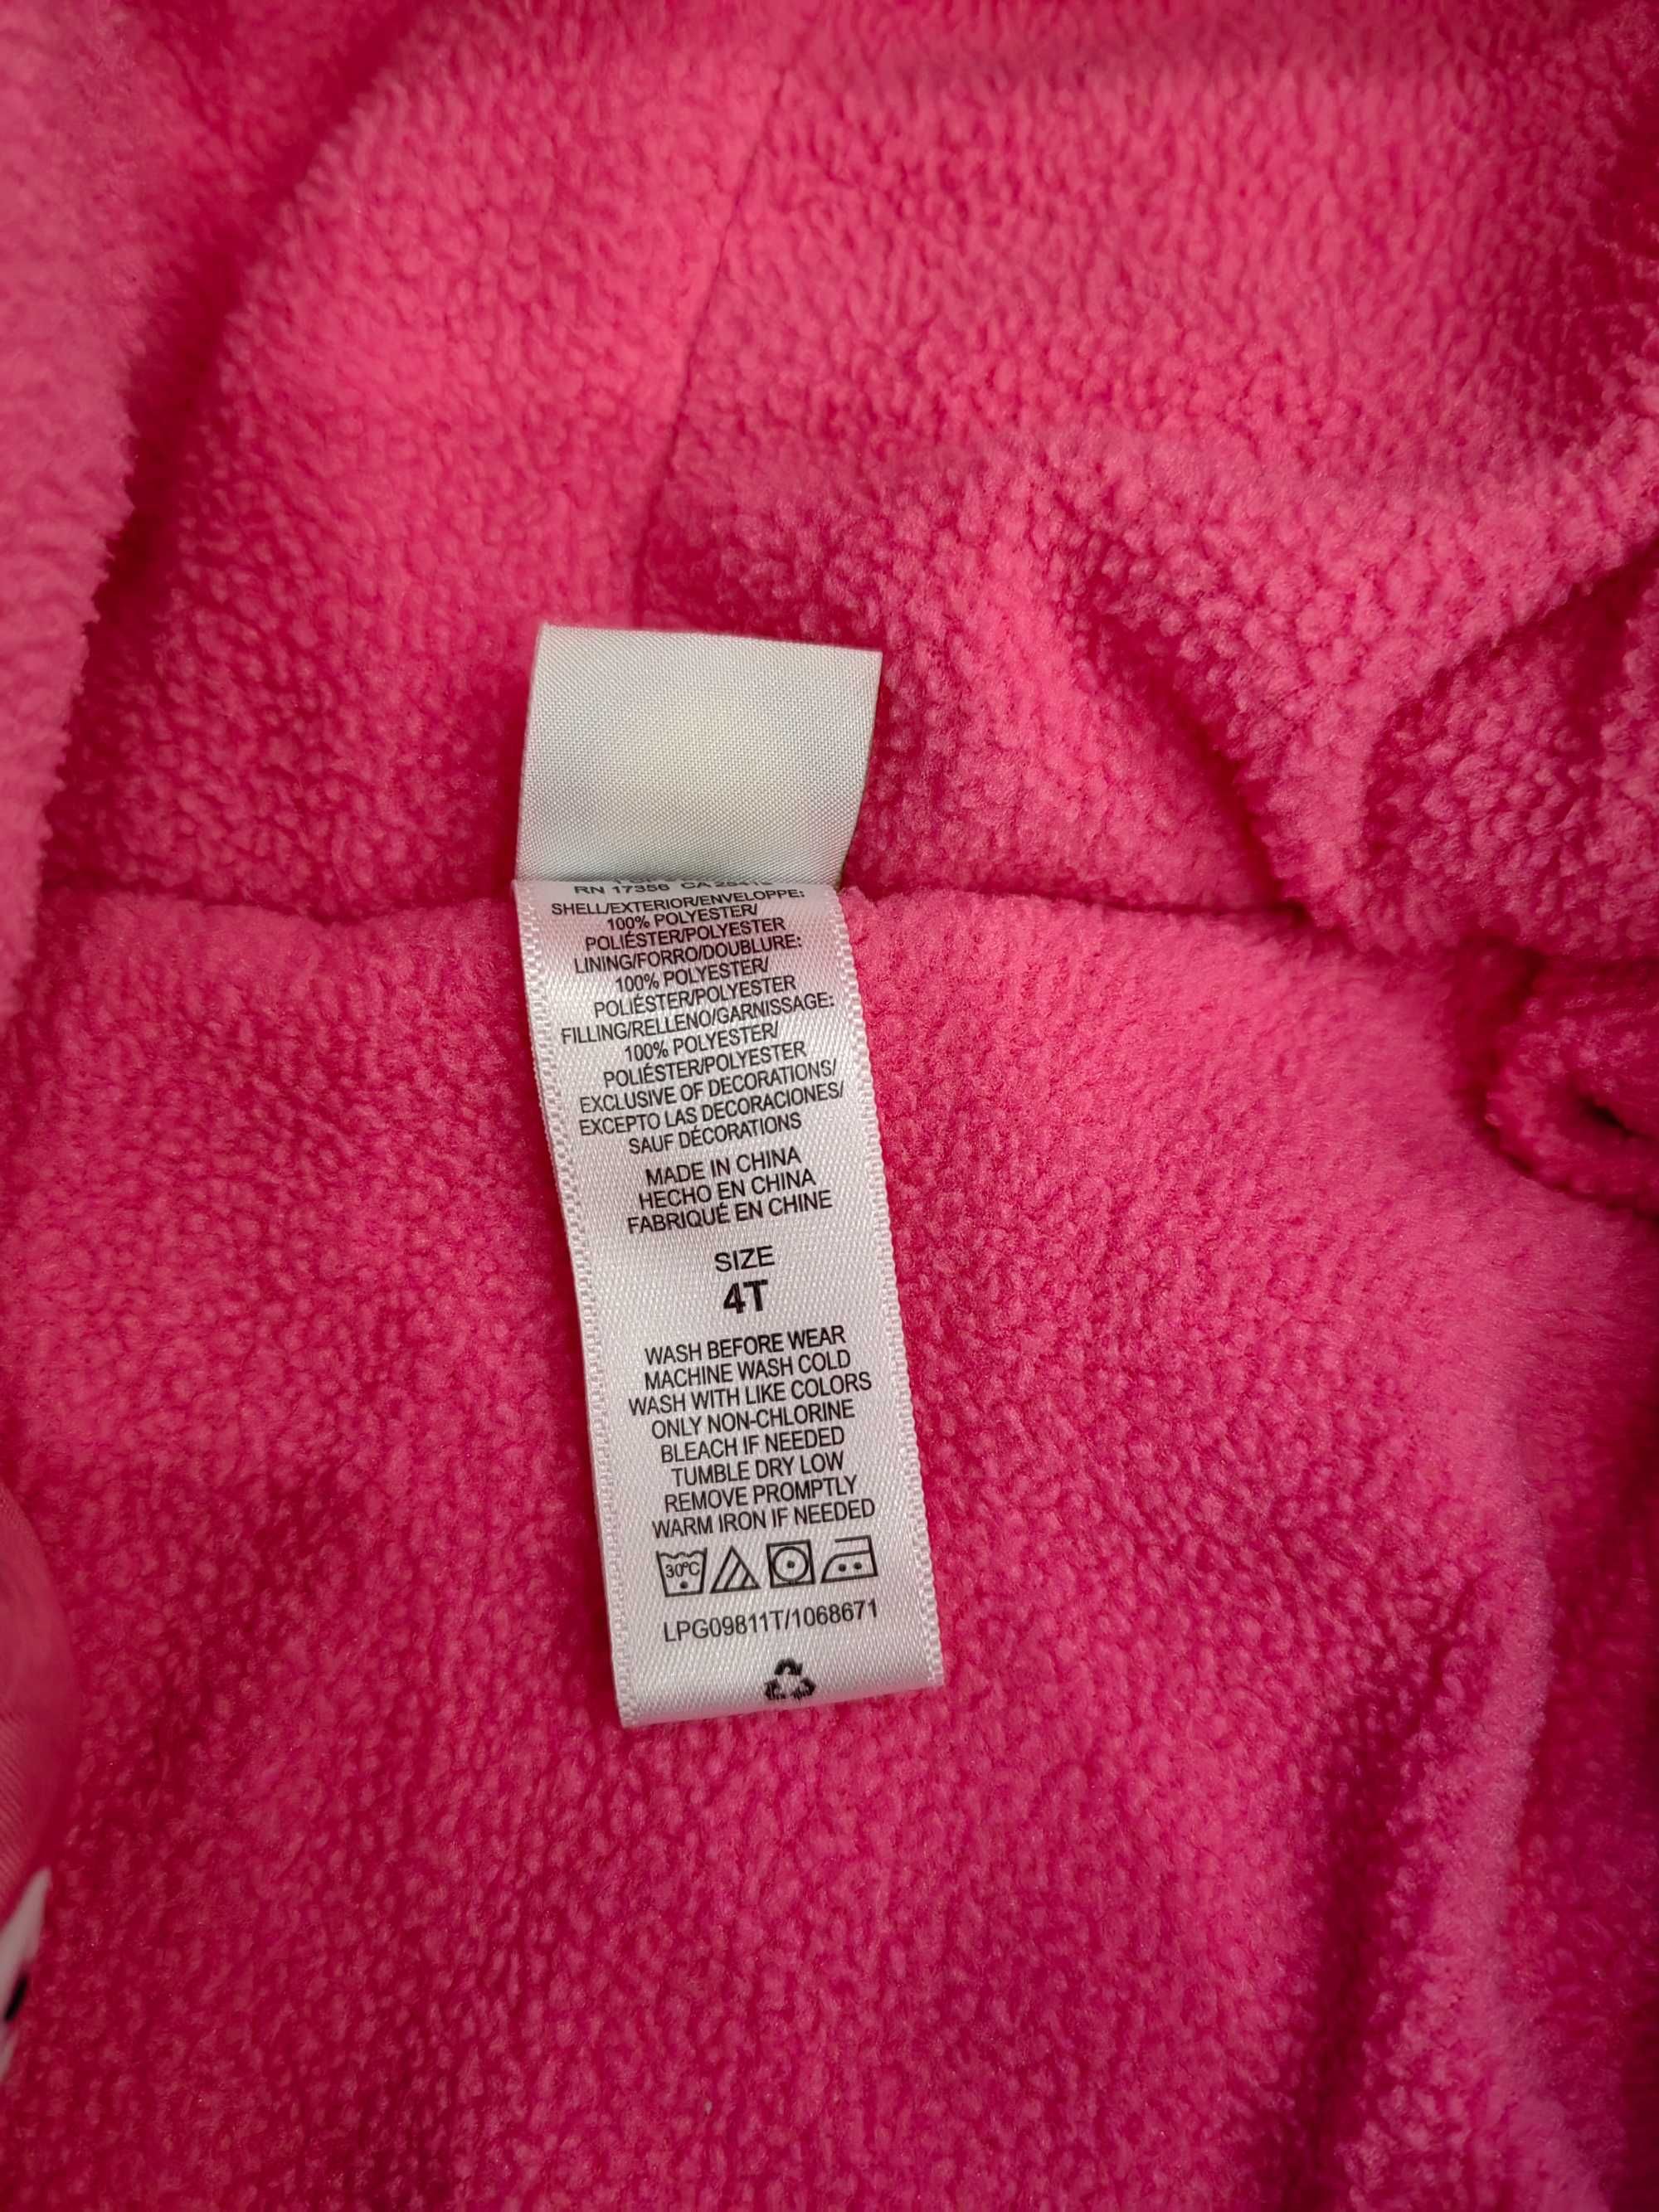 RN 17356 CA
SHELL/EXTERIOR/ENVELOPPE:
100% POLYESTER/
POLIÉSTER/POLYESTER
LINING/FORRO/DOUBLURE:
100% POLYESTER/
POLIÉSTER/POLYESTER
FILLING/RELLENO/GARNISSAGE:
100% POLYESTER/
POLIÉSTER/POLYESTER
EXCLUSIVE OF DECORATIONS/
EXCEPTO LAS DECORACIONES/
SAUF DÉCORATIONS
MADE IN CHINA
HECHO EN CHINA
FABRIQUÉ EN CHINE
SIZE
4T
WASH BEFORE WEAR
MACHINE WASH COLD
WASH WITH LIKE COLORS
ONLY NON-CHLORINE
BLEACH IF NEEDED
TUMBLE DRY LOW
REMOVE PROMPTLY
WARM IRON IF NEEDED
30°C
LPG09811T/1068671